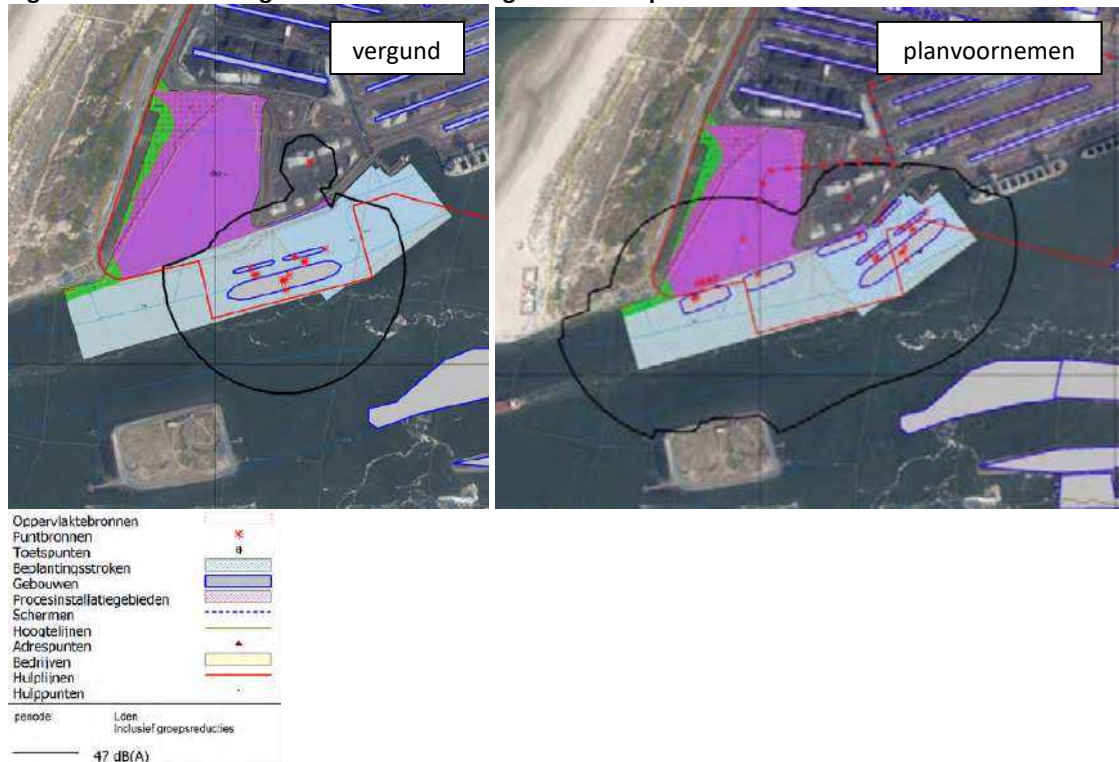 vergund
planvoornemen
Oppervlaktebronnen
Puntbronnen
Toetspunten
Beplantingsstroken
Gebouwen
Procesinstallatiegebieden
Schermen
Hoogtelijnen
Adrespunten
Bedrijven
Hulplijnen
Hulppunten
periode: Lden
Inclusief groepsreducties
47 dB(A)